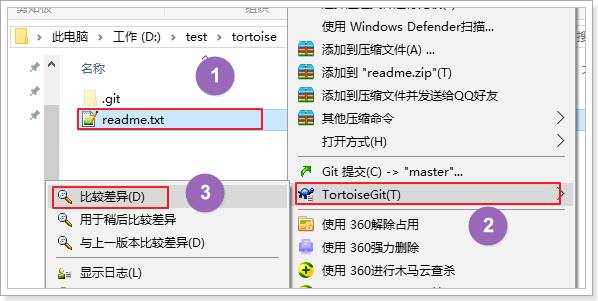 剪贴板
组织
此电脑 > 工作 (D:) > test > tortoise
名称
.git
readme.txt
1
使用 Windows Defender扫描...
添加到压缩文件(A) ...
添加到 "readme.zip"(T)
添加到压缩文件并发送给QQ好友
其他压缩命令
打开方式(H)
Git 提交(C) -> "master"...
TortoiseGit(T)
2
使用 360解除占用
使用 360强力删除
使用 360进行木马云查杀
比较差异(D)
3
用于稍后比较差异
与上一版本比较差异(D)
显示日志(L)